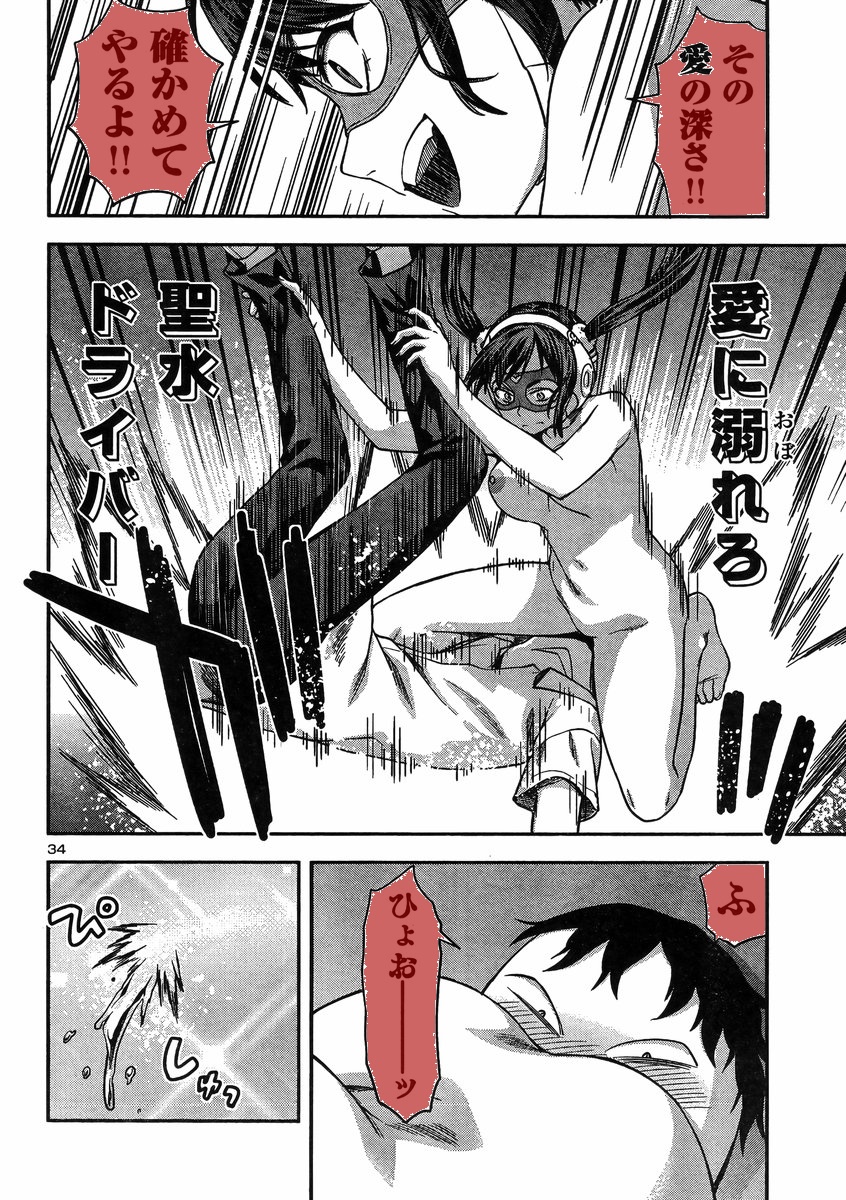 その
愛の深さ!!
確かめて
やるよ!!
愛に溺れろ
おぼ
聖水
ドライバー
ガ
34
ふ
ひょおーーッ
ぴ
しゅっ